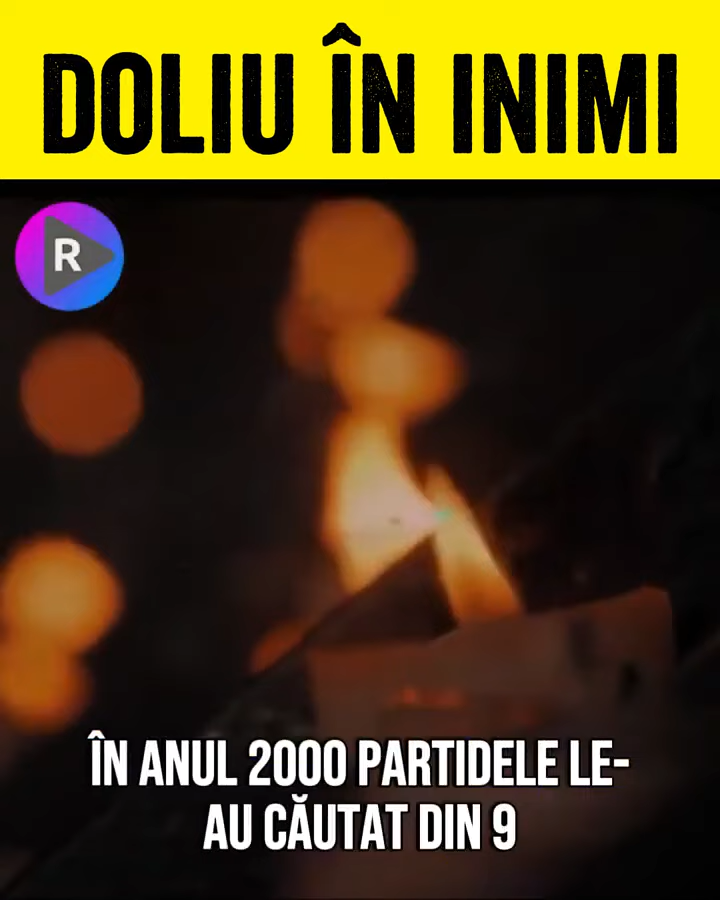 DOLIU ÎN INIMI
R
ÎN ANUL 2000 PARTIDELE LE-
AU CĂUTAT DIN 9